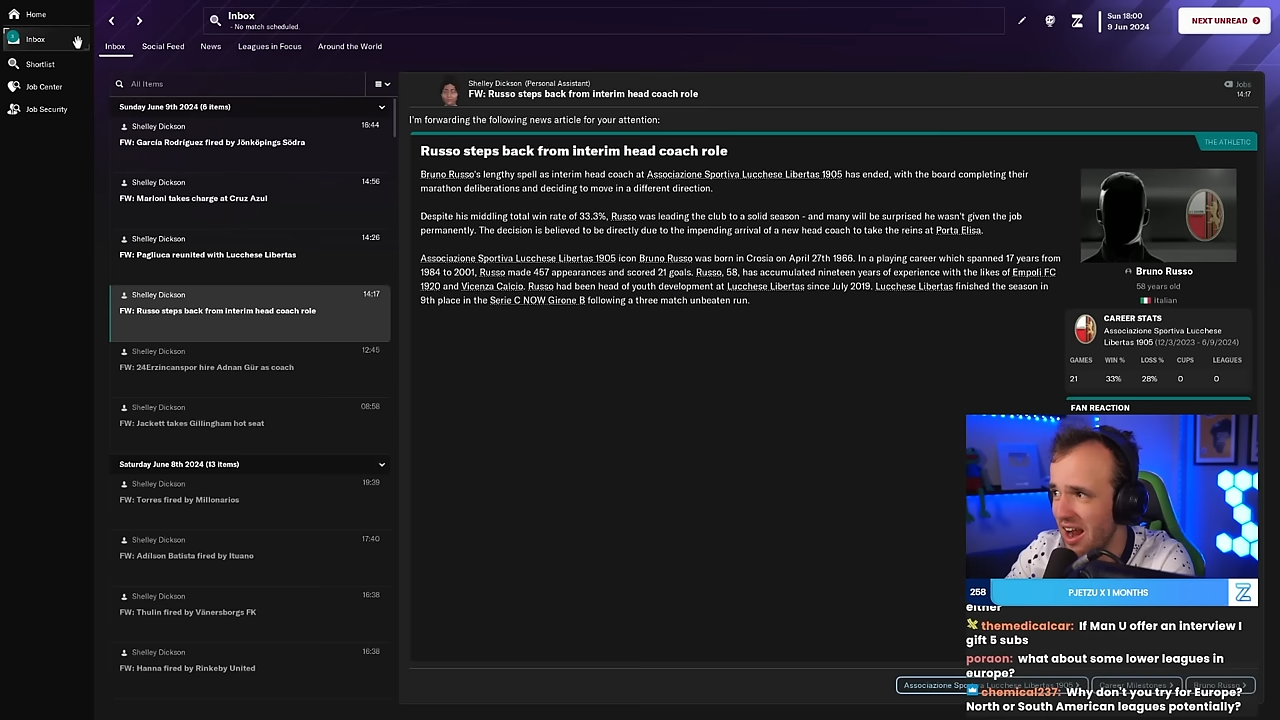 Home
Inbox
Shortlist
Job Center
Job Security
Inbox
- No match scheduled.
Sun 18:00
9 Jun 2024
NEXT UNREAD
Inbox
Social Feed
News
Leagues in Focus
Around the World
All Items
Sunday June 9th 2024 (6 items)
Shelley Dickson
16:44
FW: García Rodríguez fired by Jönköpings Södra
Shelley Dickson
14:56
FW: Marioni takes charge at Cruz Azul
Shelley Dickson
14:26
FW: Pagliuca reunited with Lucchese Libertas
Shelley Dickson
14:17
FW: Russo steps back from interim head coach role
Shelley Dickson
12:45
FW: 24Erzincanspor hire Adnan Gür as coach
Shelley Dickson
08:58
FW: Jackett takes Gillingham hot seat
Saturday June 8th 2024 (13 items)
Shelley Dickson
19:39
FW: Torres fired by Millonarios
Shelley Dickson
17:40
FW: Adílson Batista fired by Ituano
Shelley Dickson
16:38
FW: Thulin fired by Vänersborgs FK
Shelley Dickson
16:38
FW: Hanna fired by Rinkeby United
Shelley Dickson (Personal Assistant)
FW: Russo steps back from interim head coach role
Jobs
14:17
I'm forwarding the following news article for your attention:
THE ATHLETIC
Russo steps back from interim head coach role
Bruno Russo's lengthy spell as interim head coach at Associazione Sportiva Lucchese Libertas 1905 has ended, with the board completing their
marathon deliberations and deciding to move in a different direction.
Despite his middling total win rate of 33.3%, Russo was leading the club to a solid season - and many will be surprised he wasn't given the job
permanently. The decision is believed to be directly due to the impending arrival of a new head coach to take the reins at Porta Elisa.
Associazione Sportiva Lucchese Libertas 1905 icon Bruno Russo was born in Crosia on April 27th 1966. In a playing career which spanned 17 years from
1984 to 2001, Russo made 457 appearances and scored 21 goals. Russo, 58, has accumulated nineteen years of experience with the likes of Empoli FC
1920 and Vicenza Calcio. Russo had been head of youth development at Lucchese Libertas since July 2019. Lucchese Libertas finished the season in
9th place in the Serie C NOW Girone B following a three match unbeaten run.
Bruno Russo
58 years old
Italian
CAREER STATS
Associazione Sportiva Lucchese
Libertas 1905 (12/3/2023 - 6/9/2024)
GAMES WIN % LOSS % CUPS LEAGUES
21 33% 28% 0 0
FAN REACTION
258
PJETZU X 1 MONTHS
Z
either
themedicalcar: If Man U offer an interview I
gift 5 subs
poraon: what about some lower leagues in
europe?
chemical237: Why don't you try for Europe?
North or South American leagues potentially?
Associazione Sportiva Lucchese Libertas 1905
Career Milestones
Bruno Russo